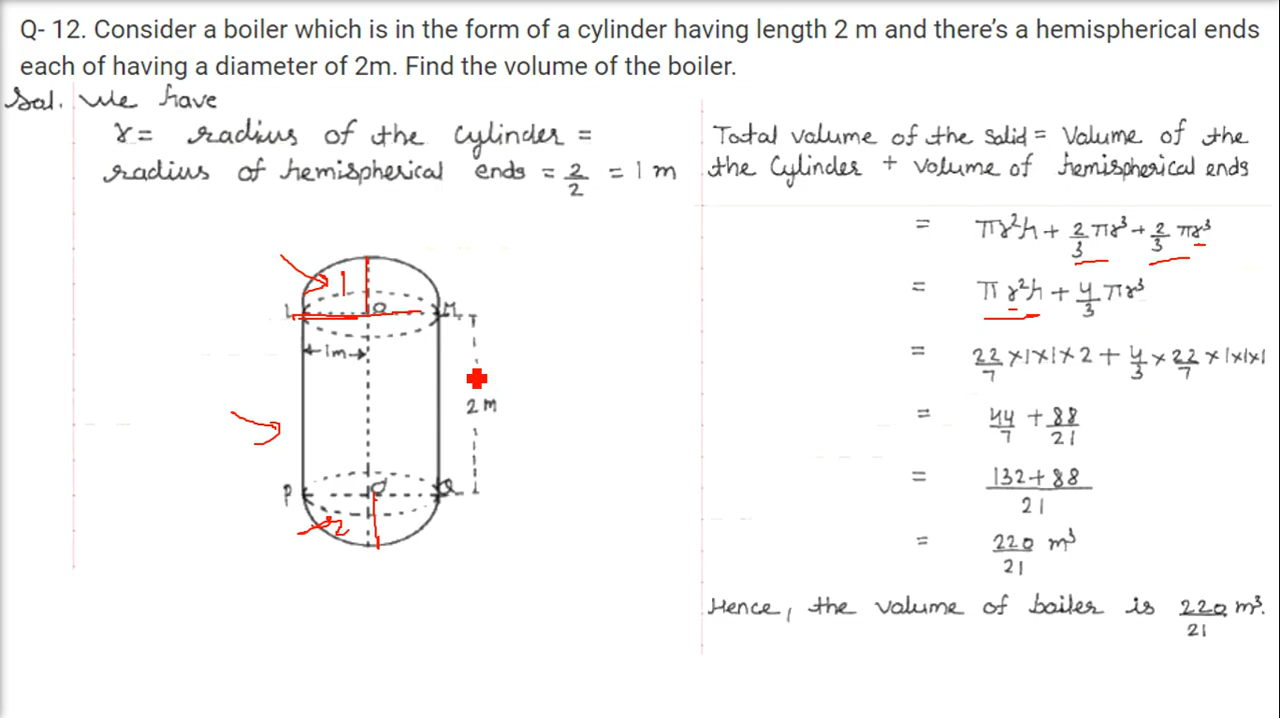 Q- 12. Consider a boiler which is in the form of a cylinder having length 2 m and there’s a hemispherical ends
each of having a diameter of 2m. Find the volume of the boiler.
Sol. We have
r = radius of the cylinder =
radius of hemispherical ends = 2/2 = 1 m
1
L O M
1m
2 m
P O' Q
2
Total volume of the solid = Volume of the
the Cylinder + volume of hemispherical ends
= πr²h + 2/3 πr³ + 2/3 πr³
= πr²h + 4/3 πr³
= 22/7 × 1 × 1 × 2 + 4/3 × 22/7 × 1×1×1
= 44/7 + 88/21
= 132 + 88/21
= 220/21 m³
Hence, the volume of boiler is 220/21 m³.